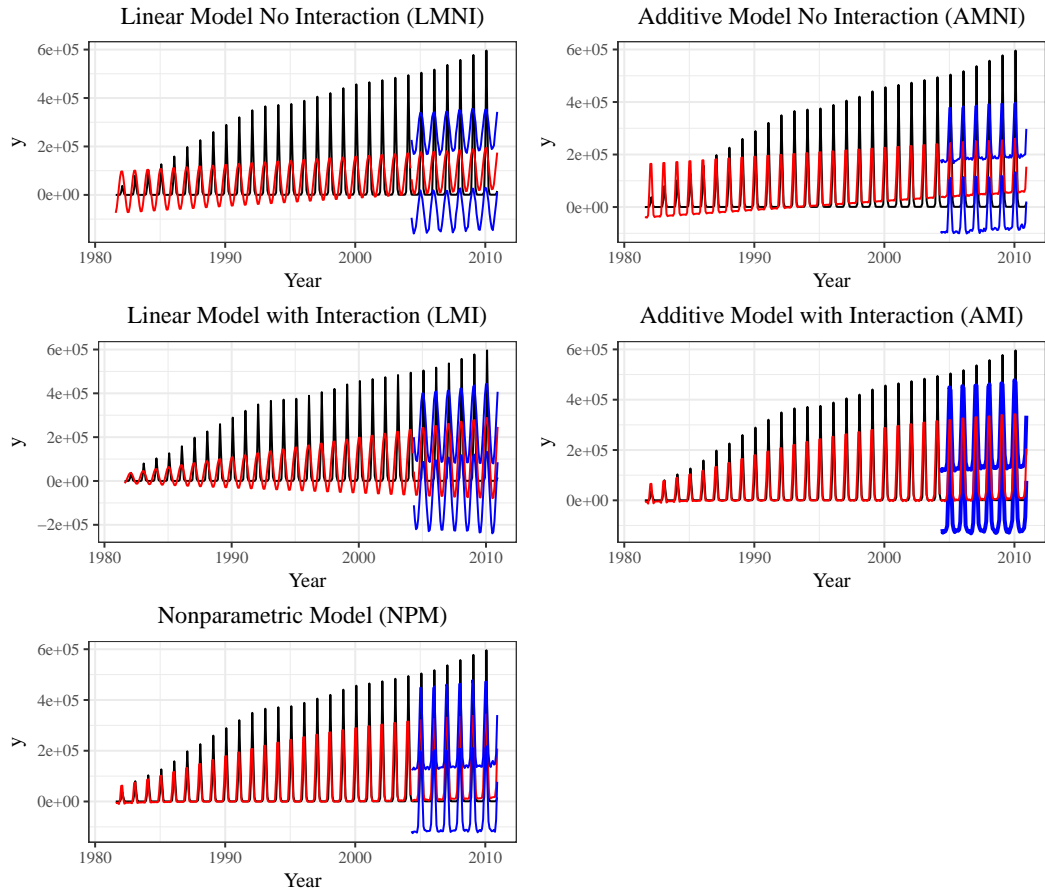 Linear Model No Interaction (LMNI)
6e+05
4e+05
2e+05
0e+00
y
1980
1990
2000
2010
Year
Additive Model No Interaction (AMNI)
6e+05
4e+05
2e+05
0e+00
y
1980
1990
2000
2010
Year
Linear Model with Interaction (LMI)
6e+05
4e+05
2e+05
0e+00
−2e+05
y
1980
1990
2000
2010
Year
Additive Model with Interaction (AMI)
6e+05
4e+05
2e+05
0e+00
y
1980
1990
2000
2010
Year
Nonparametric Model (NPM)
6e+05
4e+05
2e+05
0e+00
y
1980
1990
2000
2010
Year